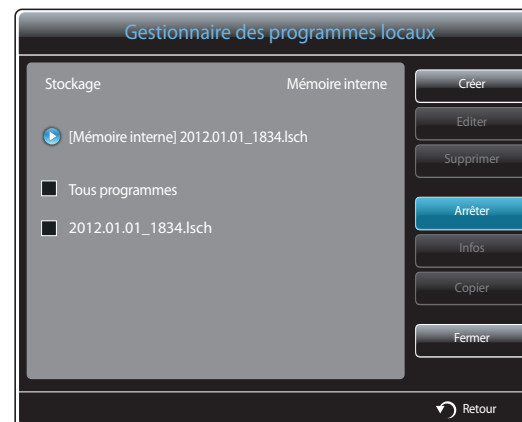 Gestionnaire des programmes locaux
Stockage Mémoire interne
[Mémoire interne] 2012.01.01_1834.lsch
Tous programmes
2012.01.01_1834.lsch
Créer
Editer
Supprimer
Arrêter
Infos
Copier
Fermer
Retour